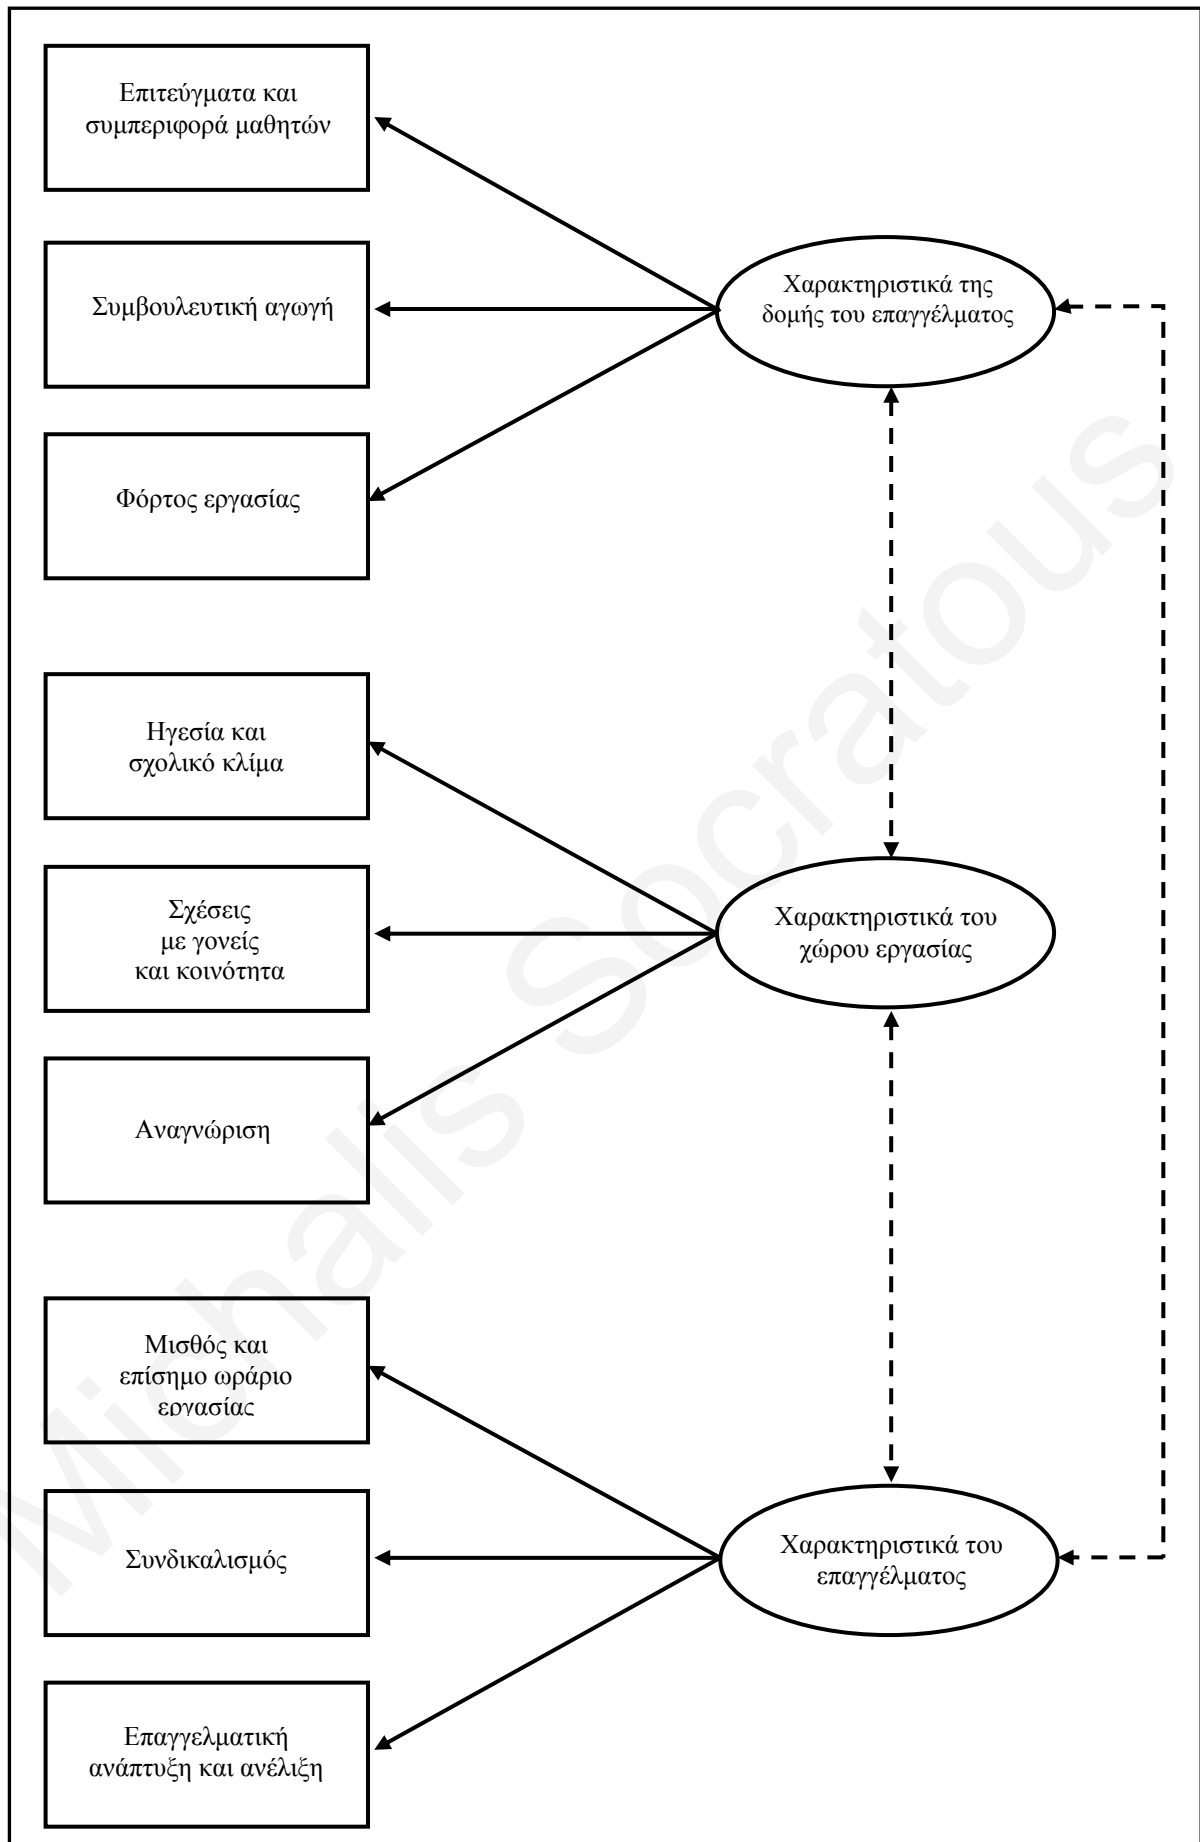 Επιτεύγματα και
συμπεριφορά μαθητών
Συμβουλευτική αγωγή
Φόρτος εργασίας
Χαρακτηριστικά της
δομής του επαγγέλματος
Ηγεσία και
σχολικό κλίμα
Σχέσεις
με γονείς
και κοινότητα
Αναγνώριση
Χαρακτηριστικά του
χώρου εργασίας
Μισθός και
επίσημο ωράριο
εργασίας
Συνδικαλισμός
Επαγγελματική
ανάπτυξη και ανέλιξη
Χαρακτηριστικά του
επαγγέλματος
Michalis Socratous